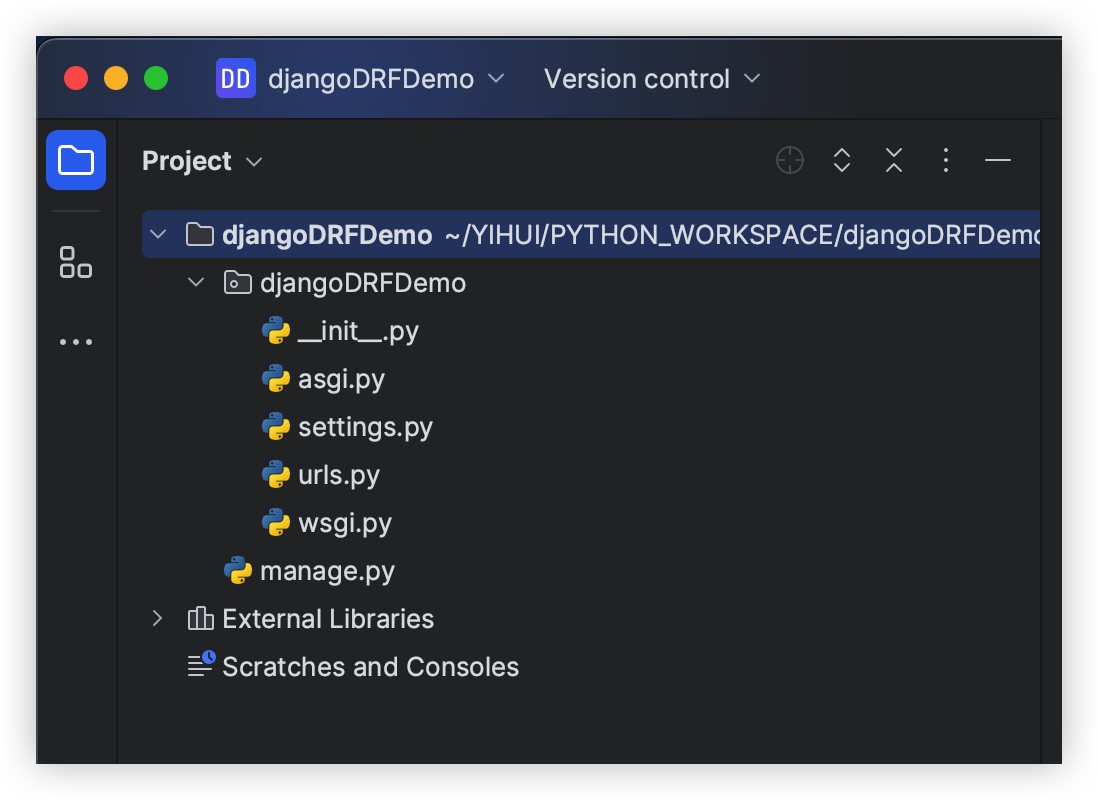 DD djangoDRFDemo Version control
Project
djangoDRFDemo ~/YIHUI/PYTHON_WORKSPACE/djangoDRFDemo
djangoDRFDemo
__init__.py
asgi.py
settings.py
urls.py
wsgi.py
manage.py
External Libraries
Scratches and Consoles